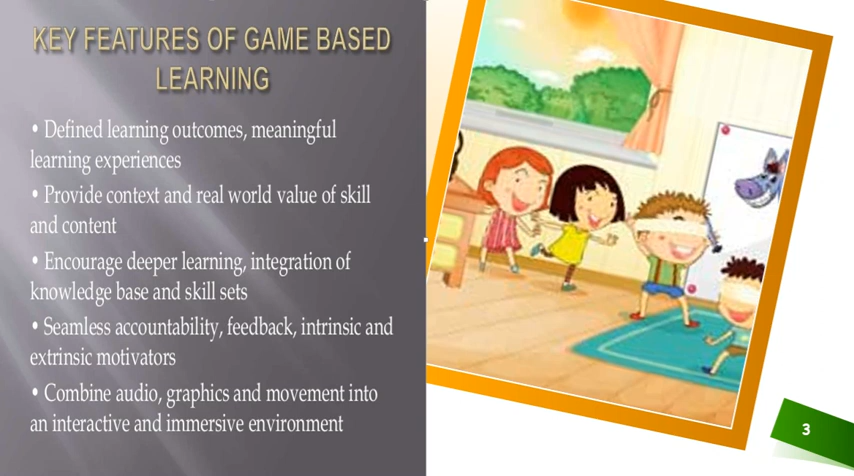 KEY FEATURES OF GAME BASED
LEARNING
• Defined learning outcomes, meaningful
learning experiences
• Provide context and real world value of skill
and content
• Encourage deeper learning, integration of
knowledge base and skill sets
• Seamless accountability, feedback, intrinsic and
extrinsic motivators
• Combine audio, graphics and movement into
an interactive and immersive environment
3